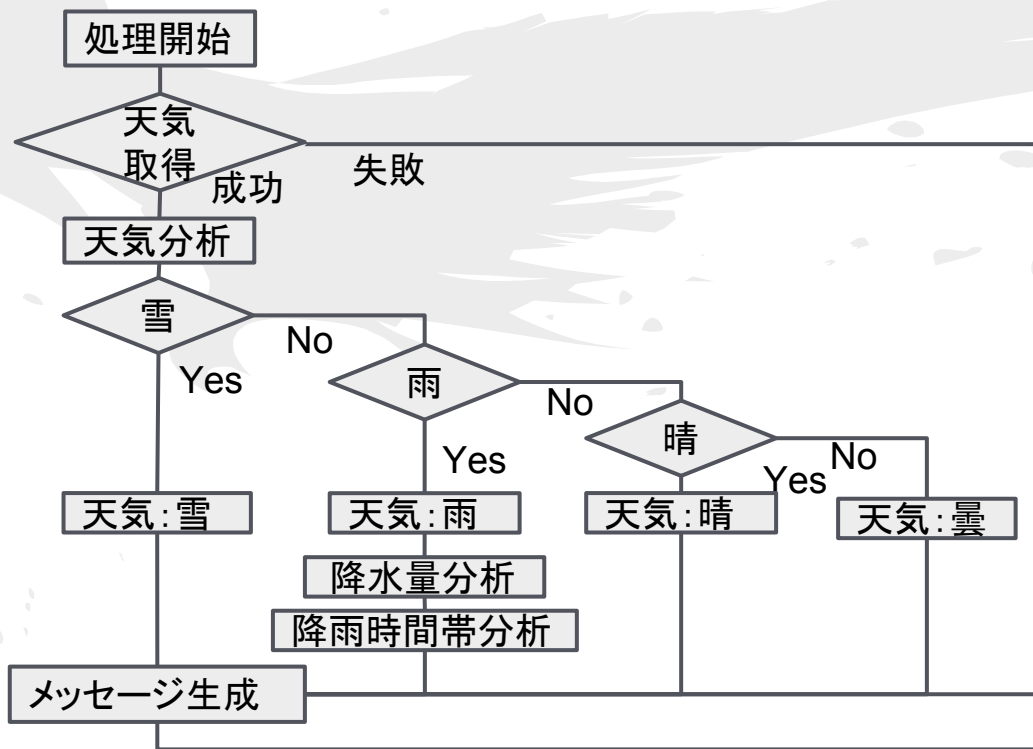 処理開始
天気
取得
成功
失敗
天気分析
雪
No
Yes
雨
No
Yes
晴
No
Yes
天気:雪
天気:雨
天気:晴
天気:曇
降水量分析
降雨時間帯分析
メッセージ生成